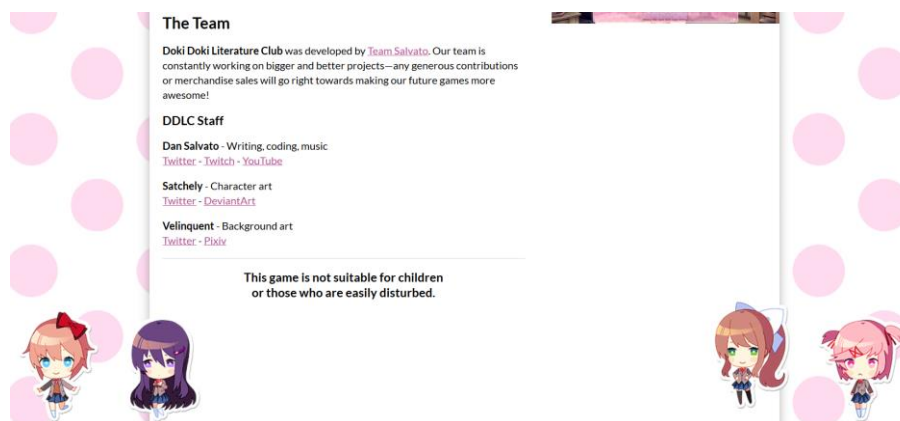 The Team
Doki Doki Literature Club was developed by Team Salvato. Our team is
constantly working on bigger and better projects—any generous contributions
or merchandise sales will go right towards making our future games more
awesome!
DDLC Staff
Dan Salvato - Writing, coding, music
Twitter - Twitch - YouTube
Satchely - Character art
Twitter - DeviantArt
Velinquent - Background art
Twitter - Pixiv
This game is not suitable for children
or those who are easily disturbed.